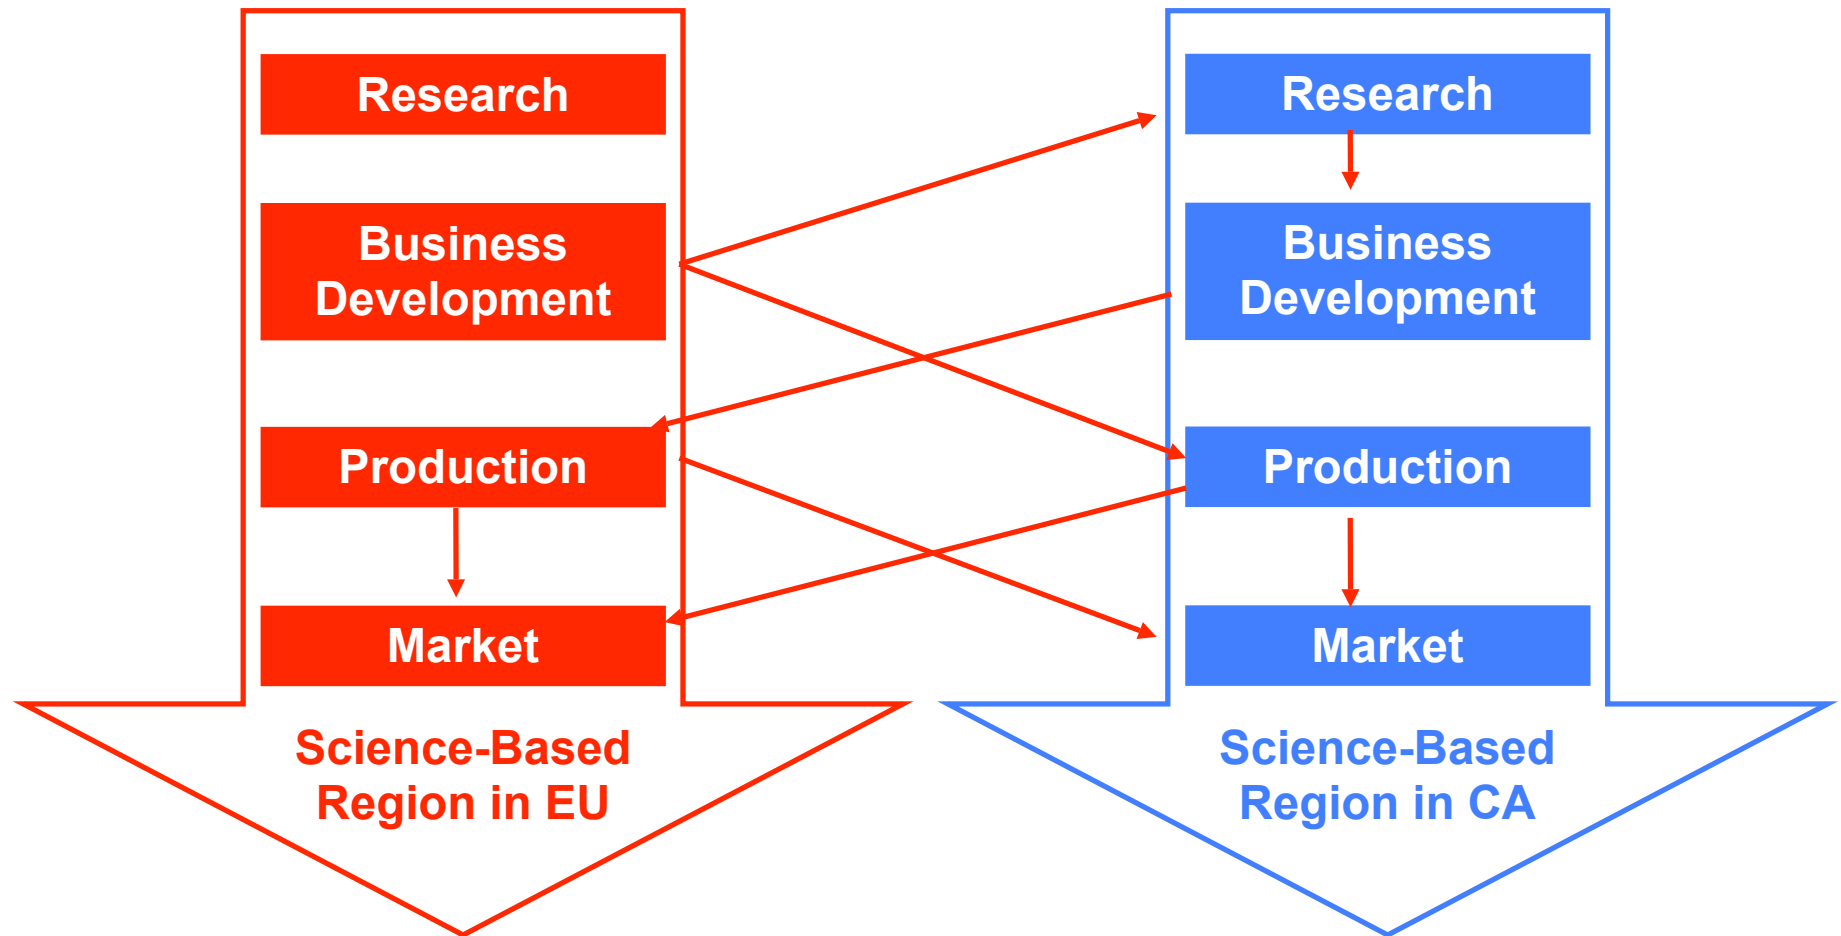 Research
Business
Development
Production
Market
Science-Based
Region in EU
Research
Business
Development
Production
Market
Science-Based
Region in CA